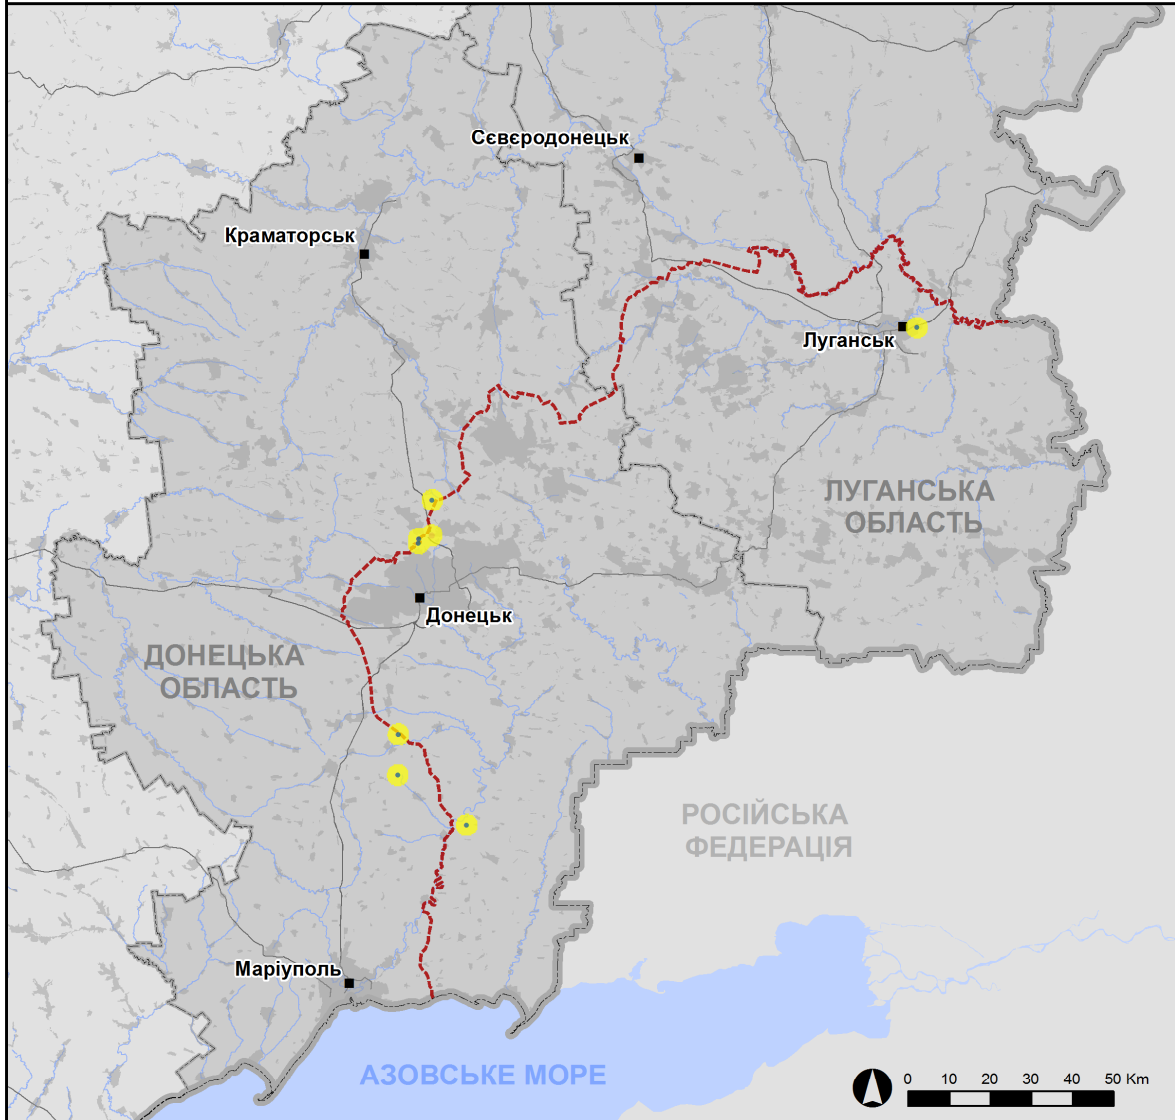 Сєвєродонецьк
Краматорськ
Луганськ
ЛУГАНСЬКА
ОБЛАСТЬ
Донецьк
ДОНЕЦЬКА
ОБЛАСТЬ
РОСІЙСЬКА
ФЕДЕРАЦІЯ
Маріуполь
АЗОВСЬКЕ МОРЕ
0 10 20 30 40 50 Km